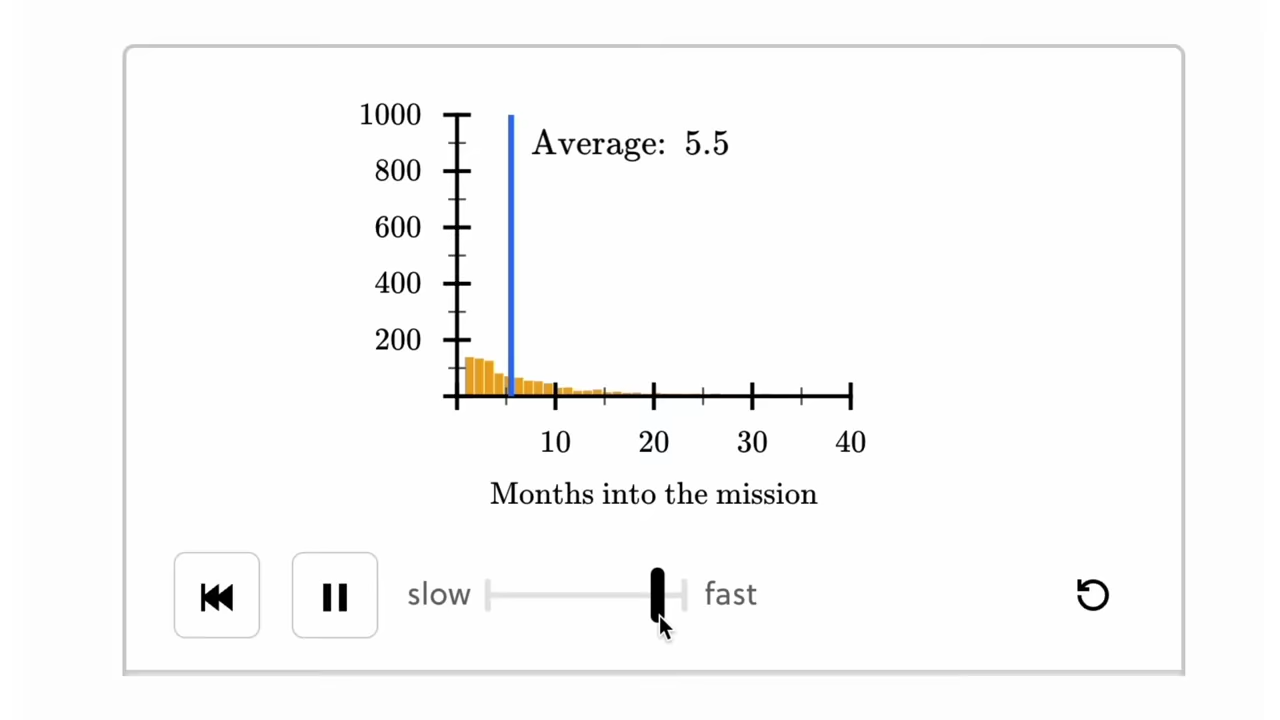 1000
Average: 5.5
800
600
400
200
10 20 30 40
Months into the mission
slow fast